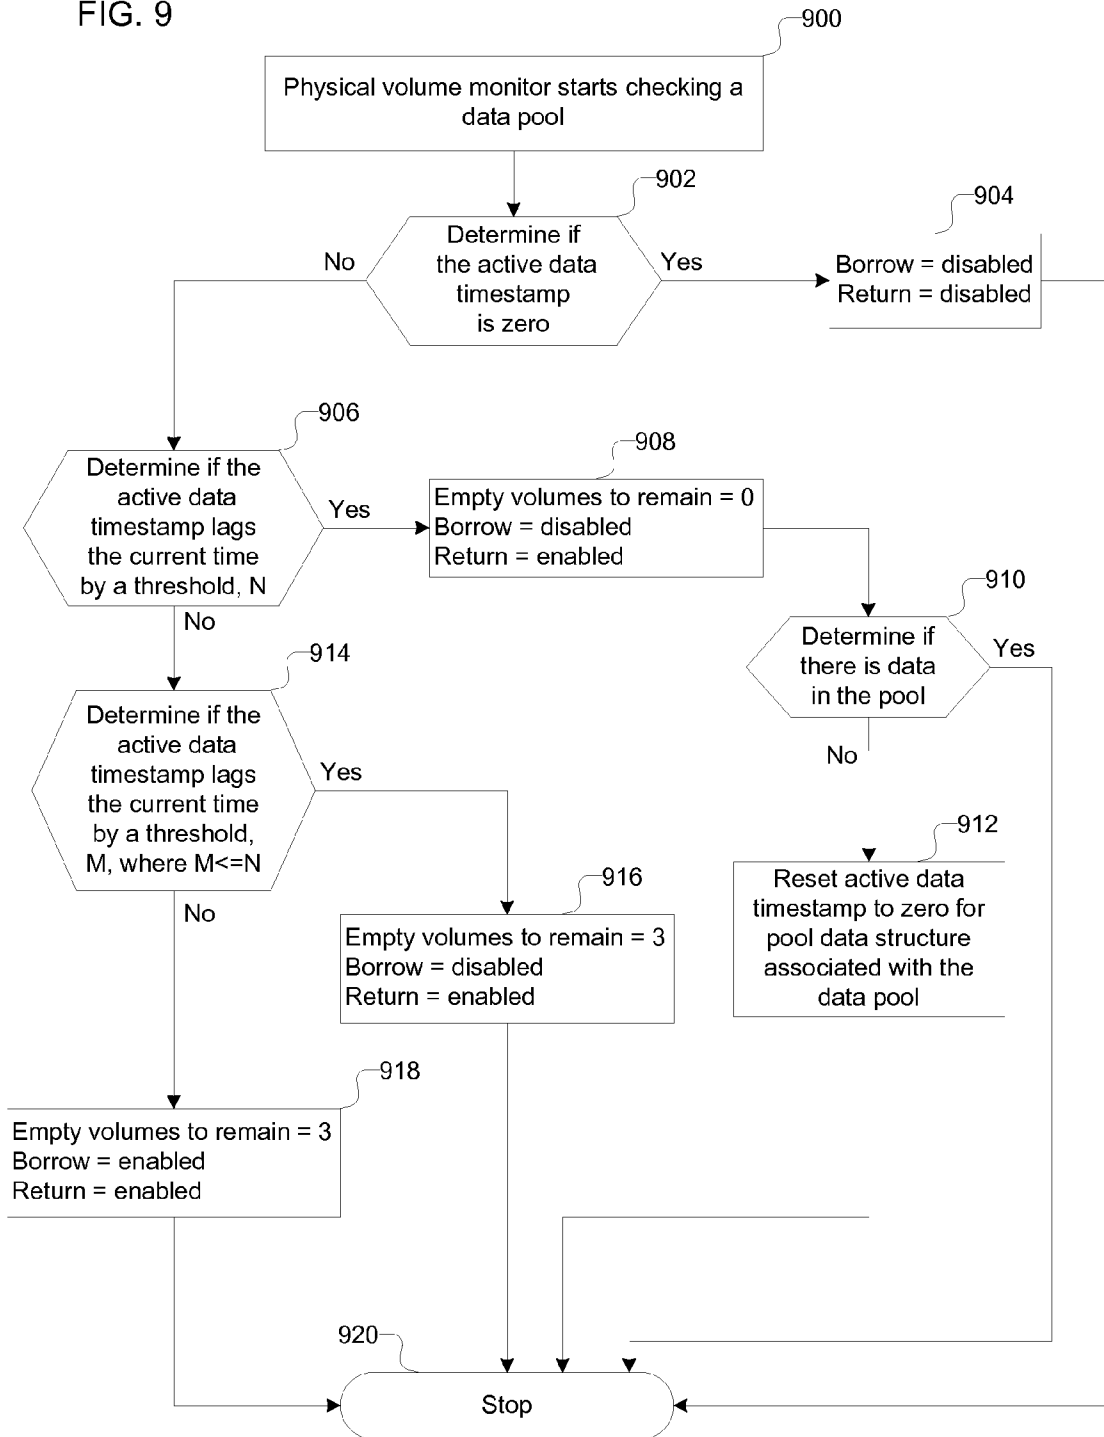 FIG. 9
900
Physical volume monitor starts checking a
data pool
902
Determine if
the active data
timestamp
is zero
No
Yes
904
Borrow = disabled
Return = disabled
906
Determine if the
active data
timestamp lags
the current time
by a threshold, N
Yes
No
908
Empty volumes to remain = 0
Borrow = disabled
Return = enabled
910
Determine if
there is data
in the pool
Yes
No
912
Reset active data
timestamp to zero for
pool data structure
associated with the
data pool
914
Determine if the
active data
timestamp lags
the current time
by a threshold,
M, where M<=N
Yes
No
916
Empty volumes to remain = 3
Borrow = disabled
Return = enabled
918
Empty volumes to remain = 3
Borrow = enabled
Return = enabled
920
Stop